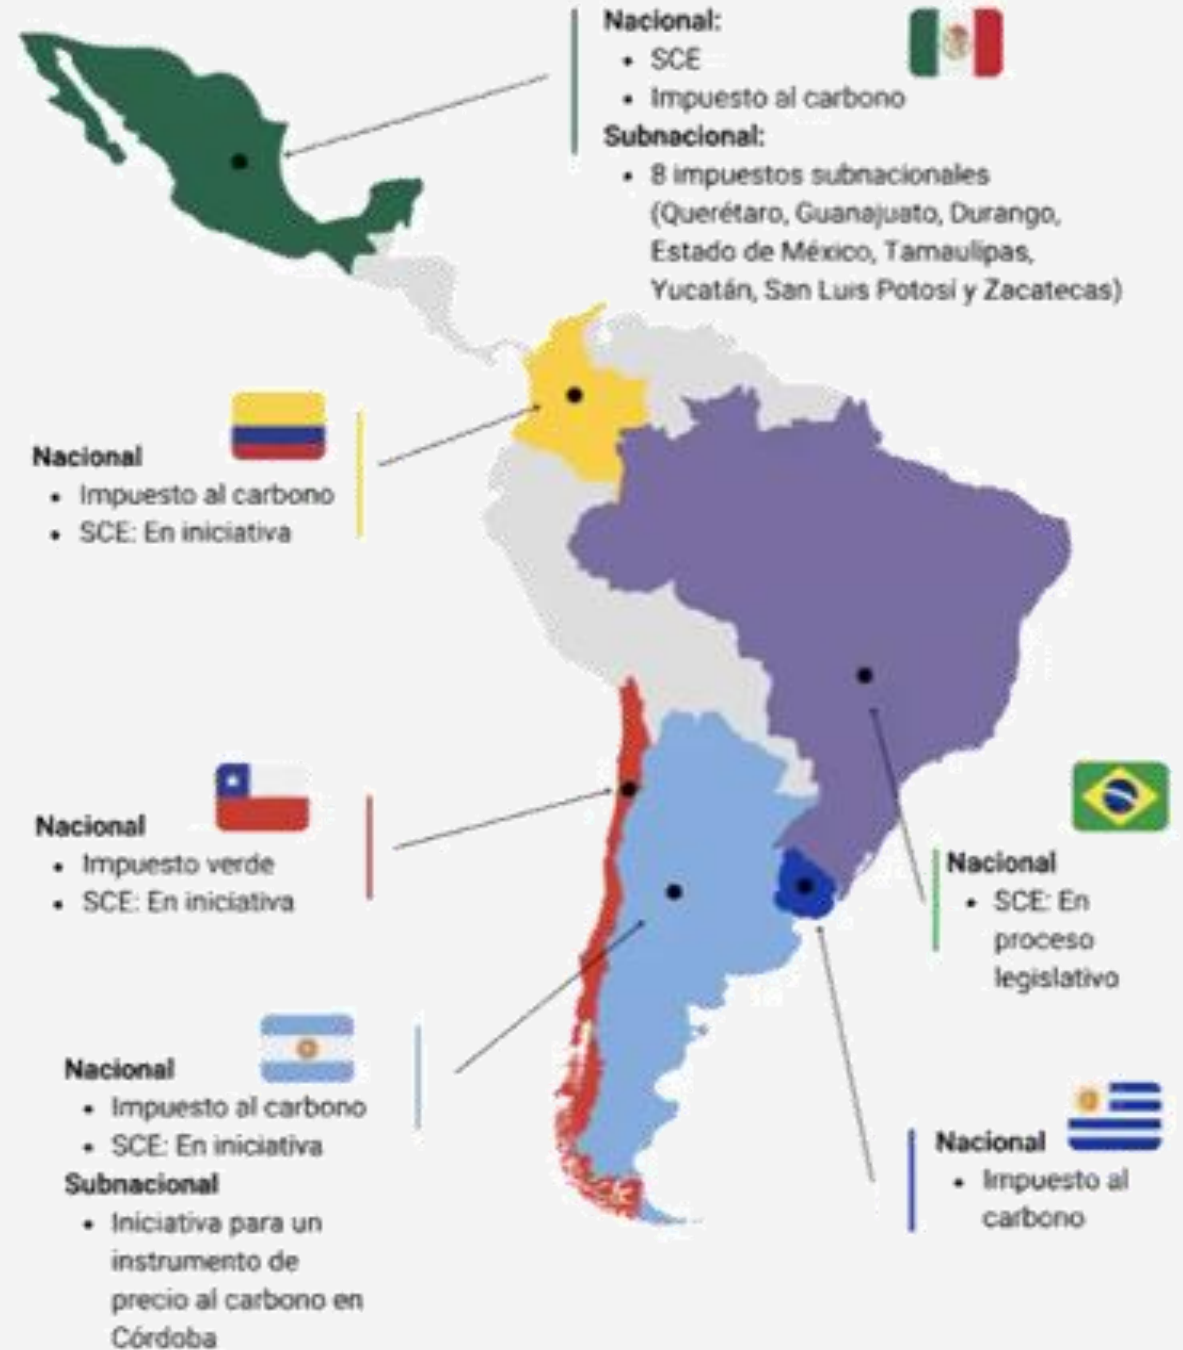 Nacional:
• SCE
• Impuesto al carbono
Subnacional:
• 8 impuestos subnacionales
(Querétaro, Guanajuato, Durango,
Estado de México, Tamaulipas,
Yucatán, San Luis Potosí y Zacatecas)
Nacional
• Impuesto al carbono
• SCE: En iniciativa
Nacional
• Impuesto verde
• SCE: En iniciativa
Nacional
• SCE: En
proceso
legislativo
Nacional
• Impuesto al carbono
• SCE: En iniciativa
Subnacional
• Iniciativa para un
instrumento de
precio al carbono en
Córdoba
Nacional
• Impuesto al
carbono